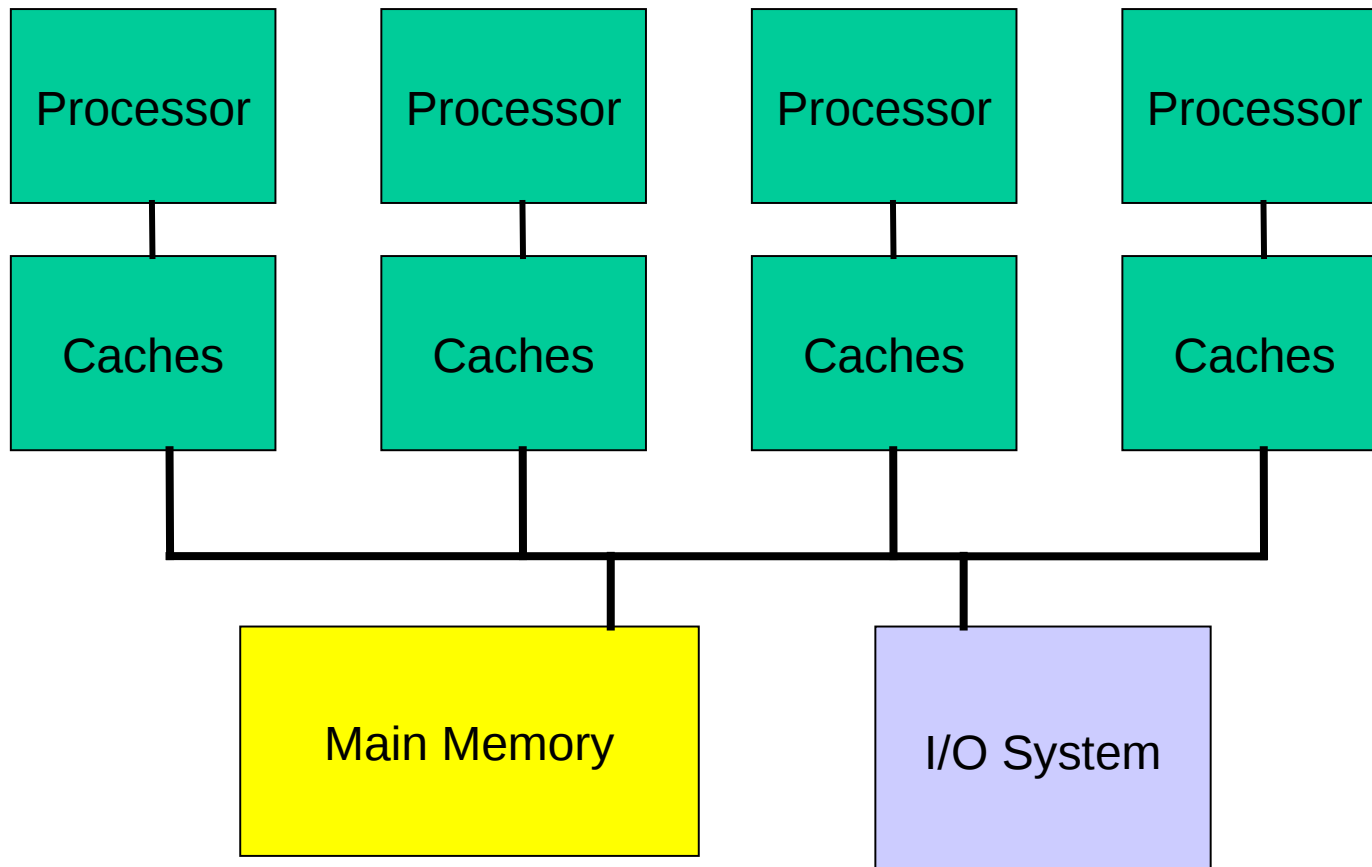 Processor
Processor
Processor
Processor
Caches
Caches
Caches
Caches
Main Memory
I/O System